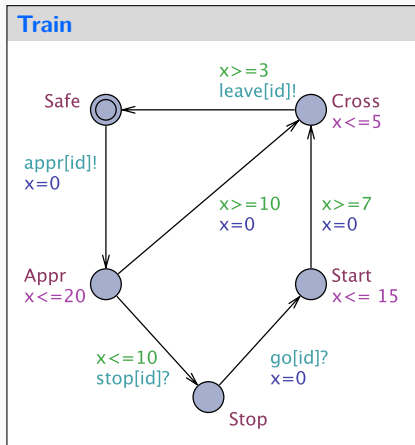 Train
Safe
x>=3
leave[id]!
Cross
x<=5
appr[id]!
x=0
x>=10
x=0
x>=7
x=0
Appr
x<=20
Start
x<= 15
x<=10
stop[id]?
go[id]?
x=0
Stop